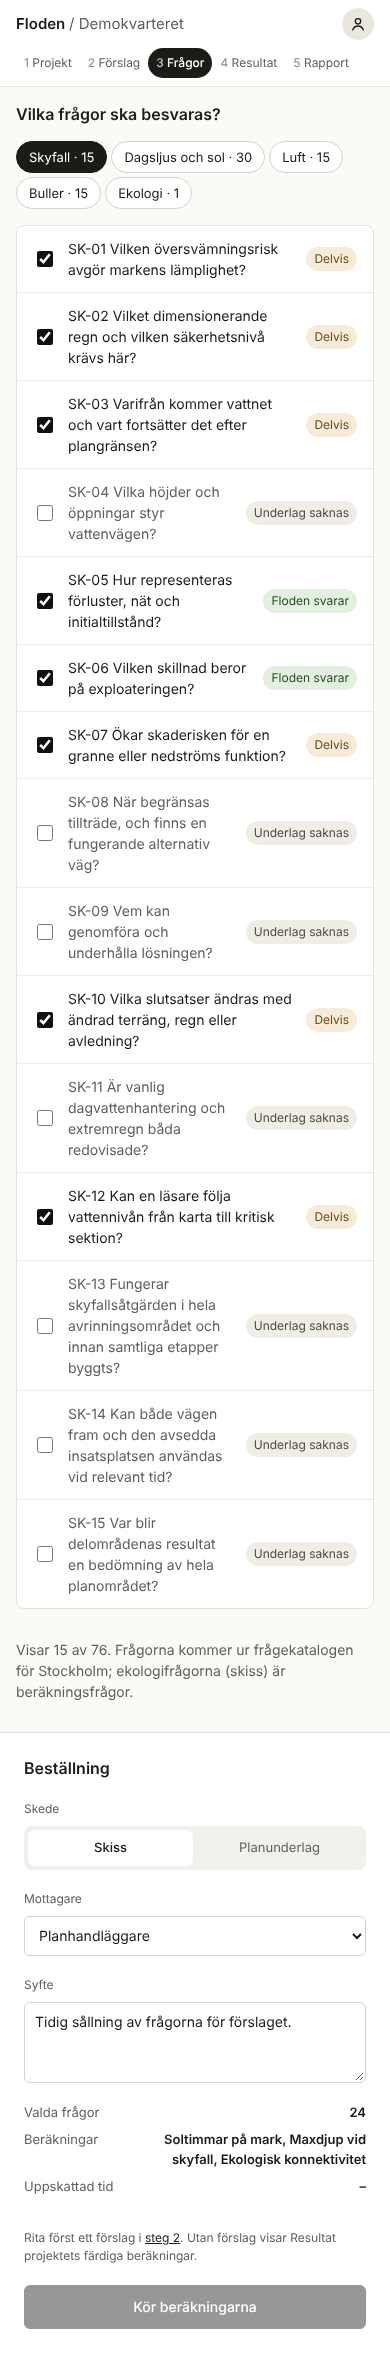 Floden / Demokvarteret
1 Projekt 2 Förslag 3 Frågor 4 Resultat 5 Rapport
Vilka frågor ska besvaras?
Skyfall · 15 Dagsljus och sol · 30 Luft · 15
Buller · 15 Ekologi · 1
SK-01 Vilken översvämningsrisk
avgör markens lämplighet?
Delvis
SK-02 Vilket dimensionerande
regn och vilken säkerhetsnivå
krävs här?
Delvis
SK-03 Varifrån kommer vattnet
och vart fortsätter det efter
plangränsen?
Delvis
SK-04 Vilka höjder och
öppningar styr
vattenvägen?
Underlag saknas
SK-05 Hur representeras
förluster, nät och
initialtillstånd?
Floden svarar
SK-06 Vilken skillnad beror
på exploateringen?
Floden svarar
SK-07 Ökar skaderisken för en
granne eller nedströms funktion?
Delvis
SK-08 När begränsas
tillträde, och finns en
fungerande alternativ
väg?
Underlag saknas
SK-09 Vem kan
genomföra och
underhålla lösningen?
Underlag saknas
SK-10 Vilka slutsatser ändras med
ändrad terräng, regn eller
avledning?
Delvis
SK-11 Är vanlig
dagvattenhantering och
extremregn båda
redovisade?
Underlag saknas
SK-12 Kan en läsare följa
vattennivån från karta till kritisk
sektion?
Delvis
SK-13 Fungerar
skyfallsåtgärden i hela
avrinningsområdet och
innan samtliga etapper
byggts?
Underlag saknas
SK-14 Kan både vägen
fram och den avsedda
insatsplatsen användas
vid relevant tid?
Underlag saknas
SK-15 Var blir
delområdenas resultat
en bedömning av hela
planområdet?
Underlag saknas
Visar 15 av 76. Frågorna kommer ur frågekatalogen
för Stockholm; ekologifrågorna (skiss) är
beräkningsfrågor.
Beställning
Skede
Skiss Planunderlag
Mottagare
Planhandläggare
Syfte
Tidig sållning av frågorna för förslaget.
Valda frågor 24
Beräkningar Soltimmar på mark, Maxdjup vid
skyfall, Ekologisk konnektivitet
Uppskattad tid –
Rita först ett förslag i steg 2. Utan förslag visar Resultat
projektets färdiga beräkningar.
Kör beräkningarna